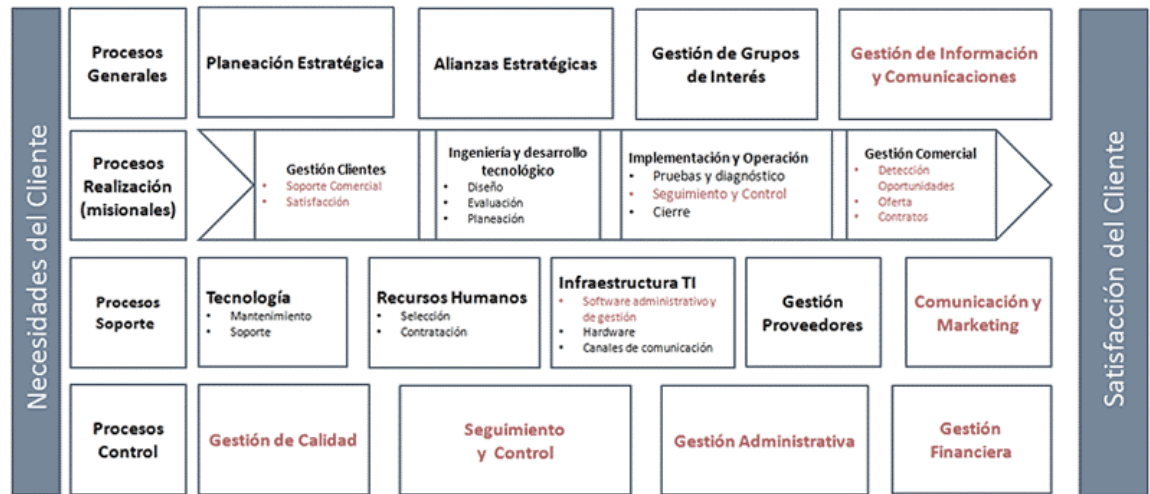 Necesidades del Cliente
Procesos
Generales
Planeación Estratégica
Alianzas Estratégicas
Gestión de Grupos
de Interés
Gestión de Información
y Comunicaciones
Procesos
Realización
(misionales)
Gestión Clientes
• Soporte Comercial
• Satisfacción
Ingeniería y desarrollo
tecnológico
• Diseño
• Evaluación
• Planeación
Implementación y Operación
• Pruebas y diagnóstico
• Seguimiento y Control
• Cierre
Gestión Comercial
• Detección
Oportunidades
• Oferta
• Contratos
Procesos
Soporte
Tecnología
• Mantenimiento
• Soporte
Recursos Humanos
• Selección
• Contratación
Infraestructura TI
• Software administrativo y
de gestión
• Hardware
• Canales de comunicación
Gestión
Proveedores
Comunicación y
Marketing
Procesos
Control
Gestión de Calidad
Seguimiento
y Control
Gestión Administrativa
Gestión
Financiera
Satisfacción del Cliente